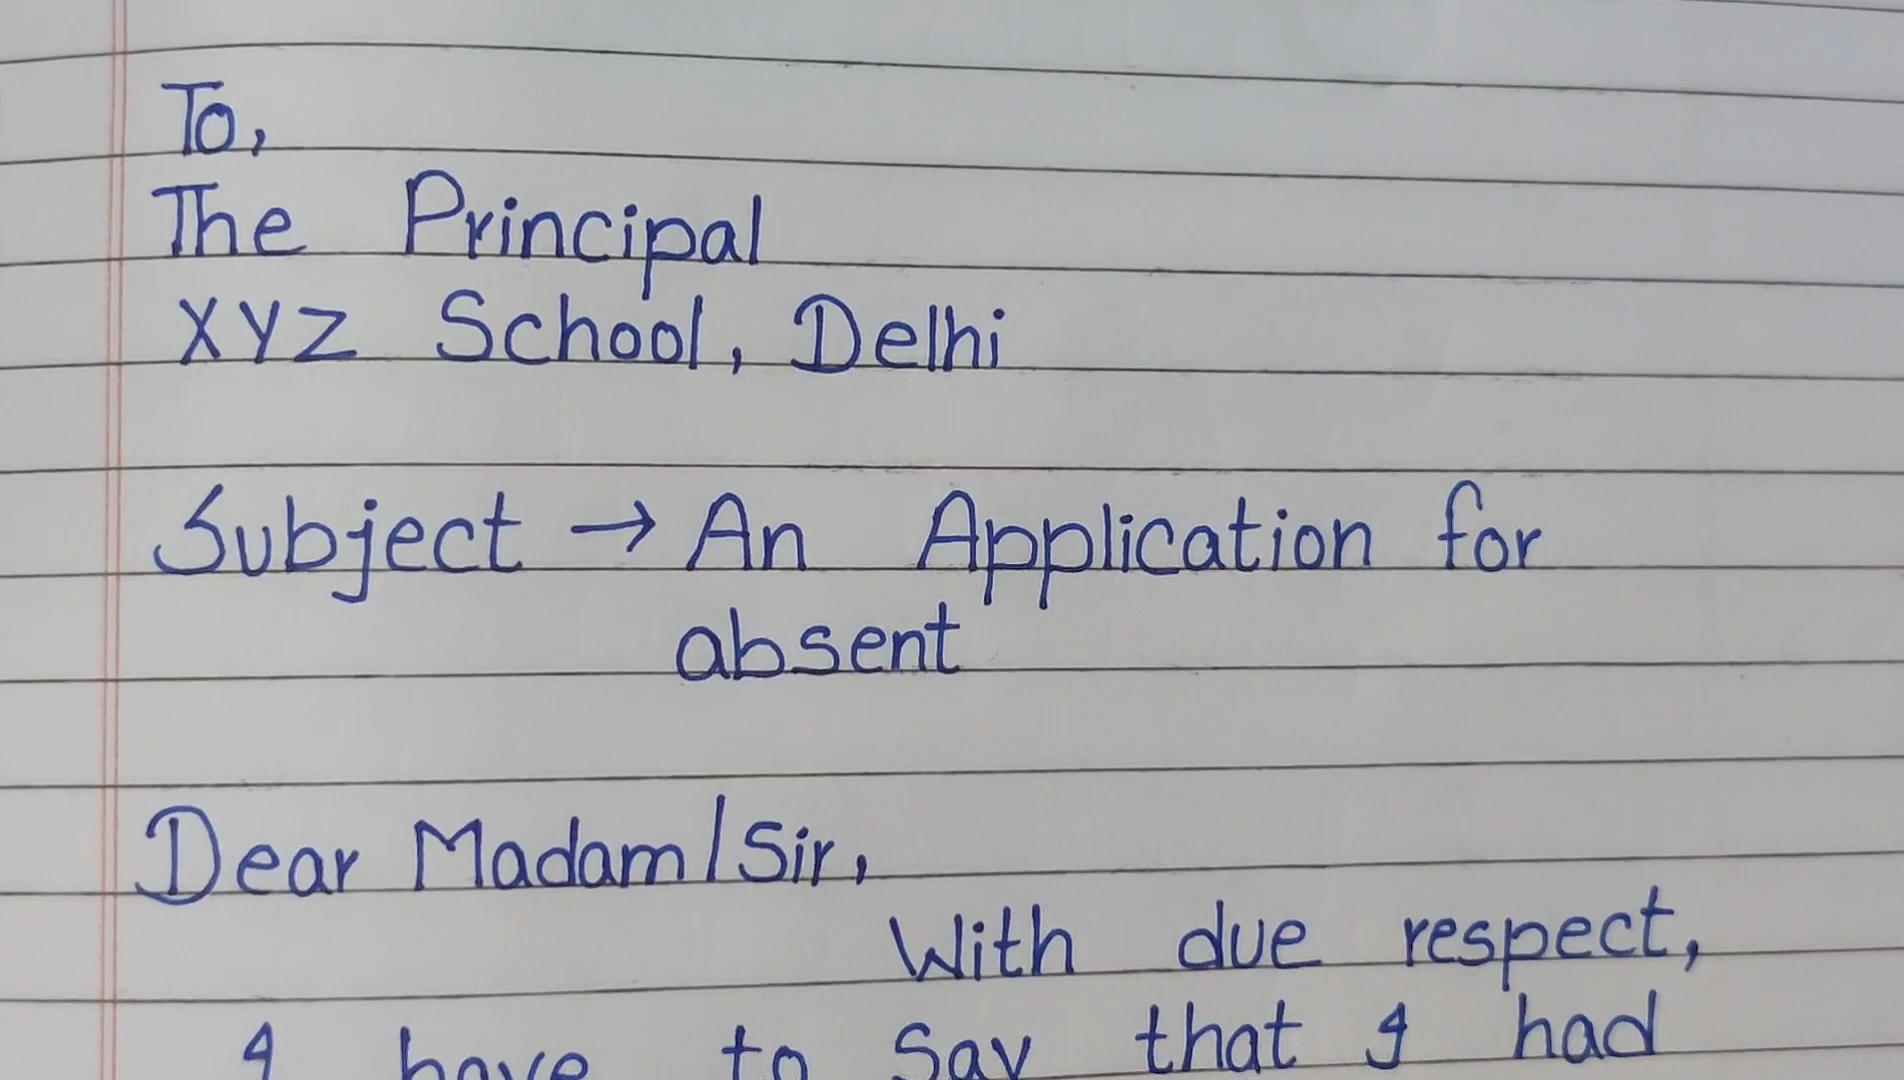 To,
The Principal
XYZ School, Delhi
Subject → An Application for
absent
Dear Madam/Sir,
With due respect,
I have to say that I had